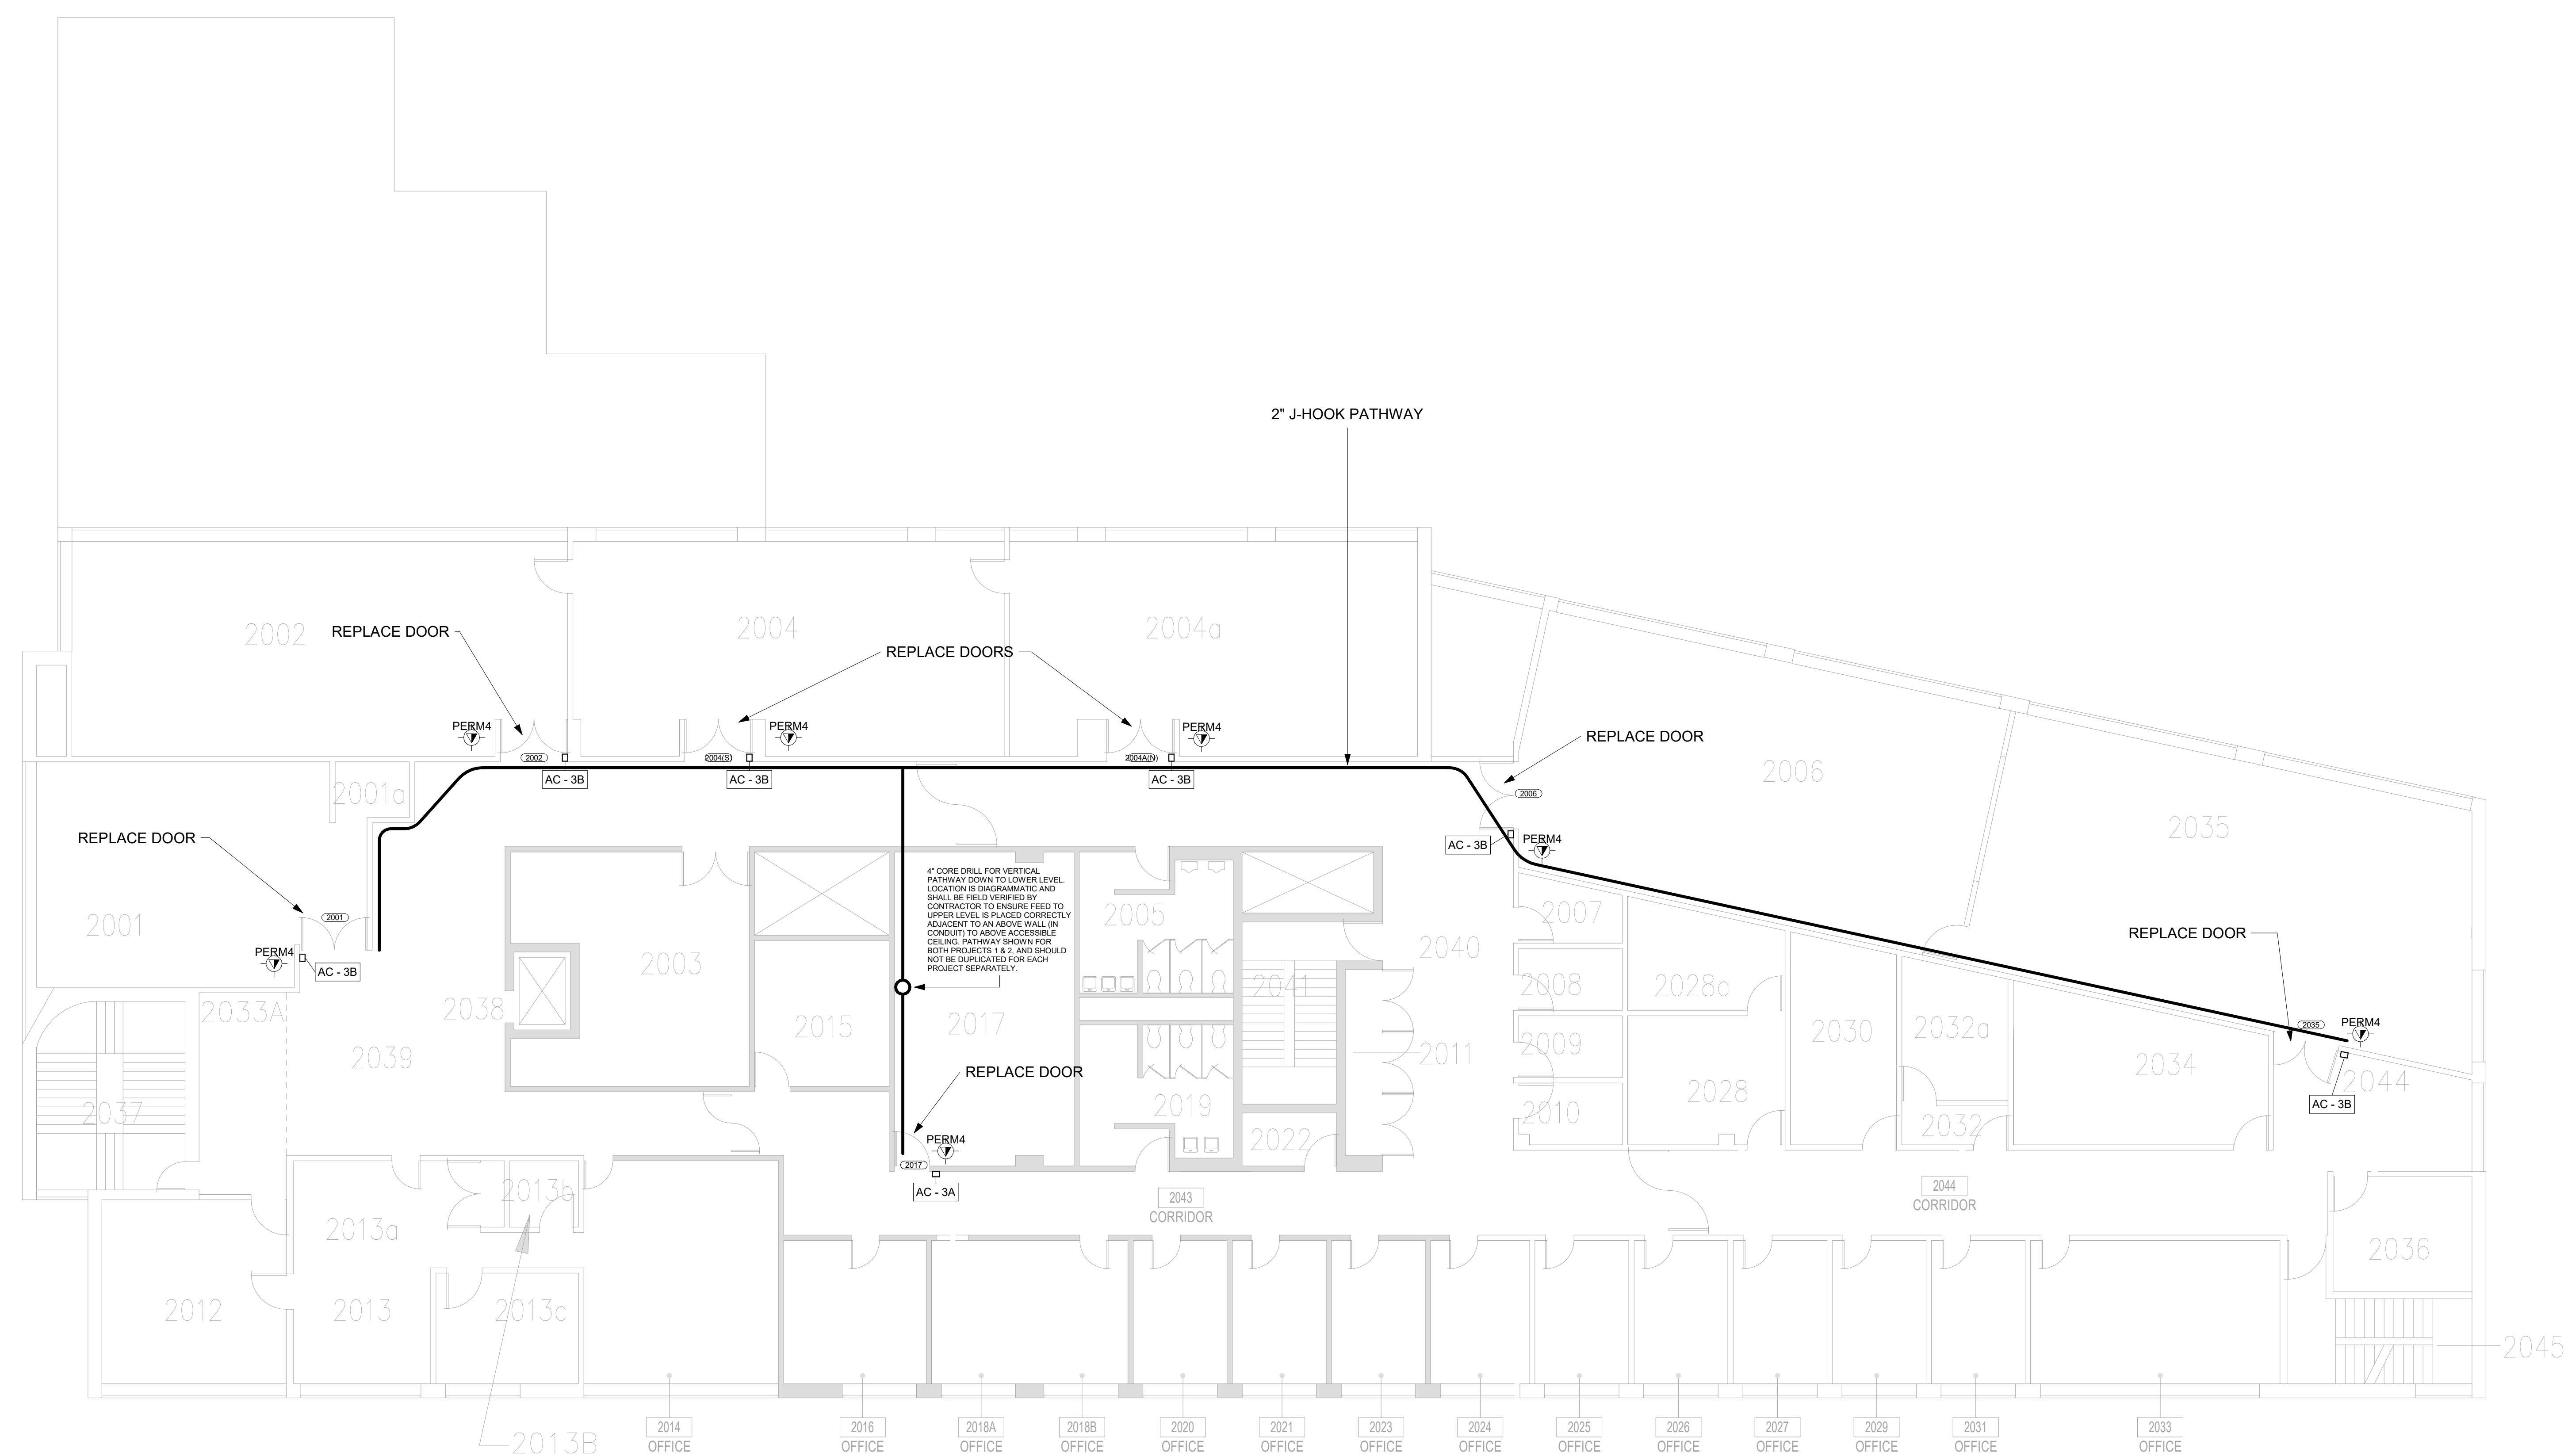 2" J-HOOK PATHWAY
2002
REPLACE DOOR
2004
REPLACE DOORS
2004a
PERM4
PERM4
PERM4
REPLACE DOOR
2002
2004(S)
2004A(N)
AC - 3B
AC - 3B
AC - 3B
2006
2006
2001a
REPLACE DOOR
AC - 3B
PERM4
2035
2001
2001
PERM4
AC - 3B
4" CORE DRILL FOR VERTICAL
PATHWAY DOWN TO LOWER LEVEL.
LOCATION IS DIAGRAMMATIC AND
SHALL BE FIELD VERIFIED BY
CONTRACTOR TO ENSURE FEED TO
UPPER LEVEL IS PLACED CORRECTLY
ADJACENT TO AN ABOVE WALL (IN
CONDUIT) TO ABOVE ACCESSIBLE
CEILING. PATHWAY SHOWN FOR
BOTH PROJECTS 1 & 2, AND SHOULD
NOT BE DUPLICATED FOR EACH
PROJECT SEPARATELY.
2005
2007
2040
REPLACE DOOR
2003
2008
2028a
2041
2033A
2038
2015
2017
2030
2032a
2035
PERM4
2039
2009
2011
2034
2044
REPLACE DOOR
2028
AC - 3B
2037
2019
2010
2022
2032
PERM4
2017
AC - 3A
2013b
2043
CORRIDOR
2044
CORRIDOR
2013a
2036
2012
2013
2013c
2045
2013B
2014
OFFICE
2016
OFFICE
2018A
OFFICE
2018B
OFFICE
2020
OFFICE
2021
OFFICE
2023
OFFICE
2024
OFFICE
2025
OFFICE
2026
OFFICE
2027
OFFICE
2029
OFFICE
2031
OFFICE
2033
OFFICE